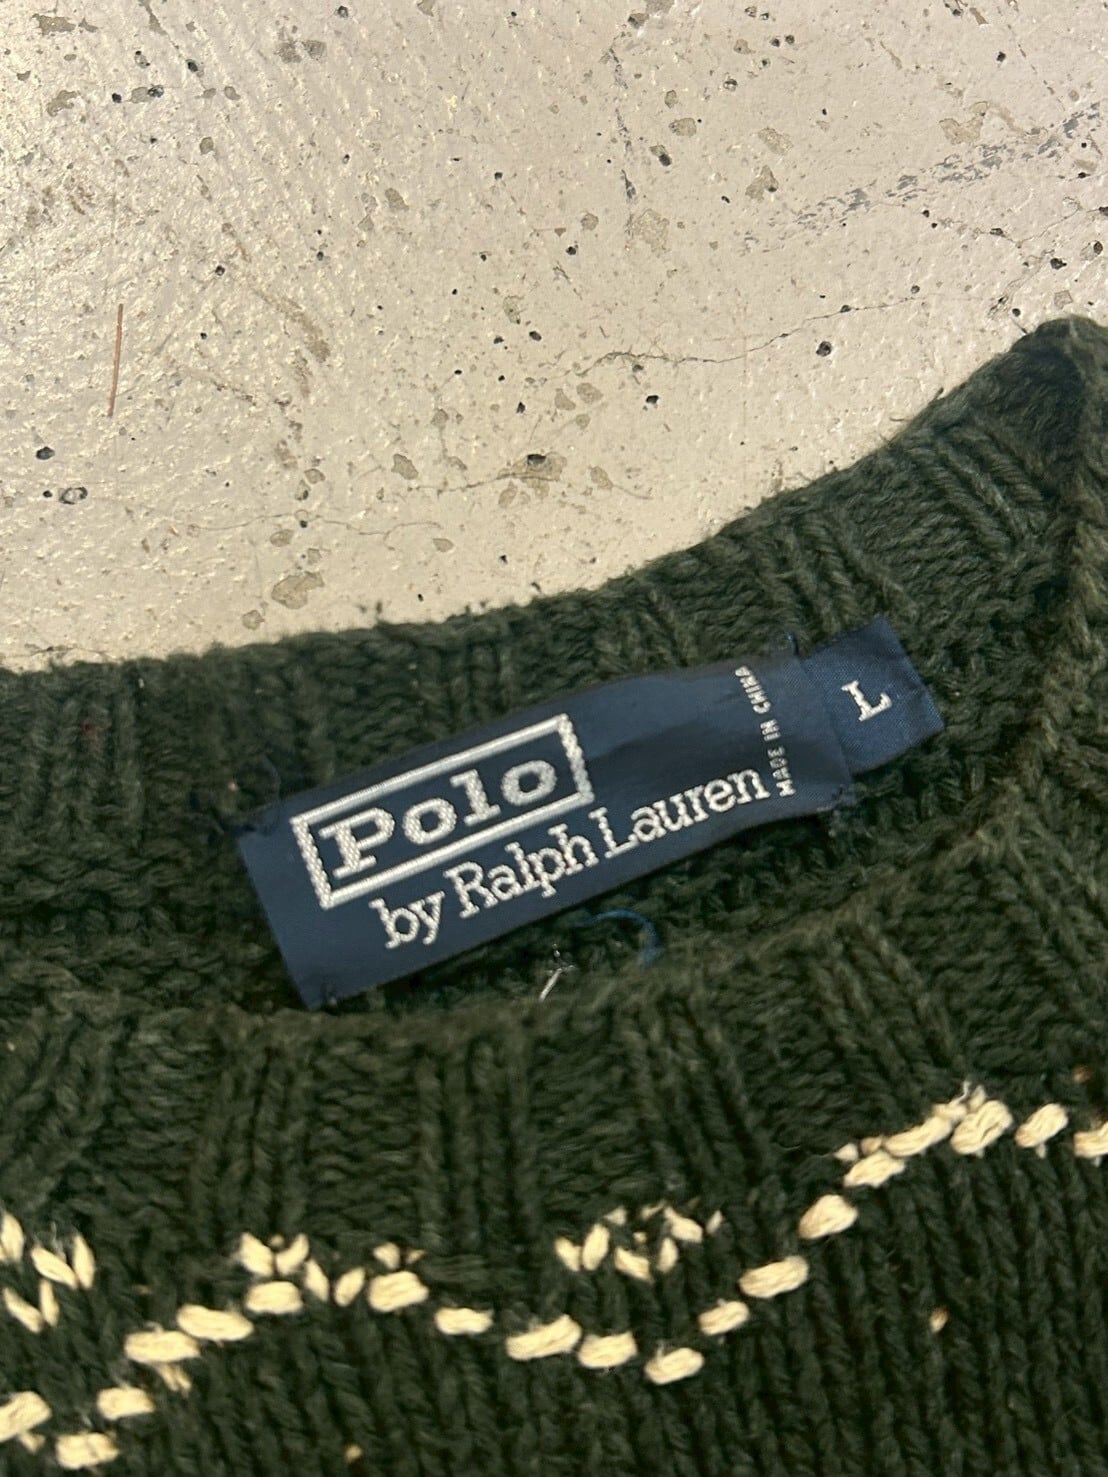 Polo
by Ralph Lauren
MADE IN CHINA
L